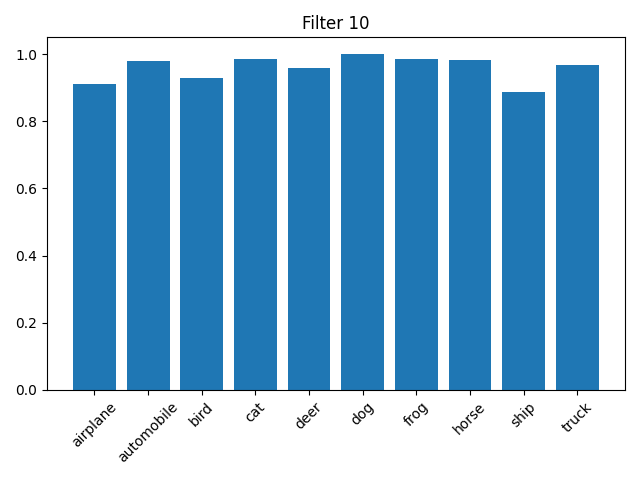 Filter 10
1.0
0.8
0.6
0.4
0.2
0.0
airplane
automobile
bird
cat
deer
dog
frog
horse
ship
truck